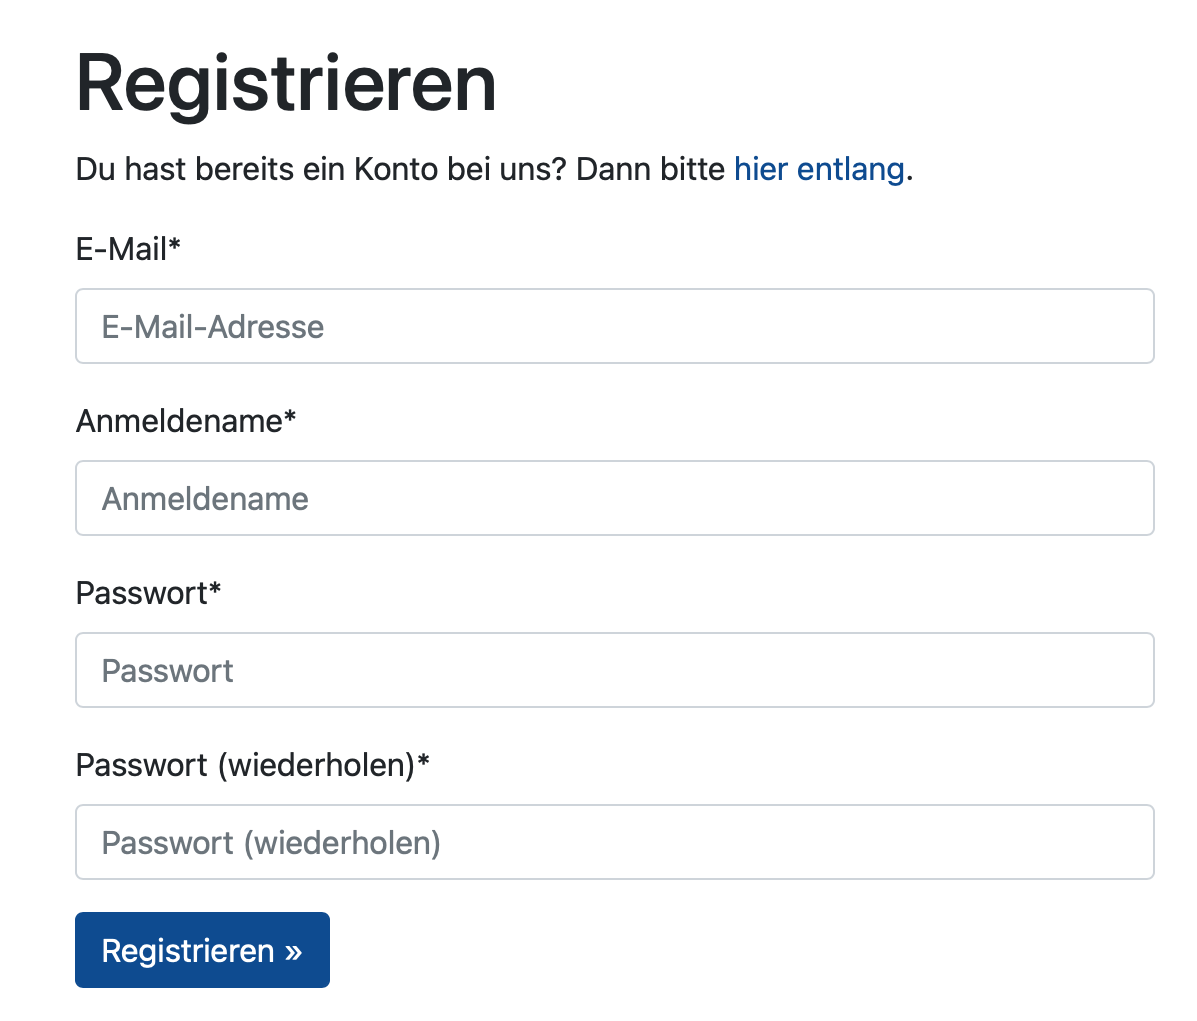 Registrieren
Du hast bereits ein Konto bei uns? Dann bitte hier entlang.
E-Mail*
E-Mail-Adresse
Anmeldename*
Anmeldename
Passwort*
Passwort
Passwort (wiederholen)*
Passwort (wiederholen)
Registrieren »